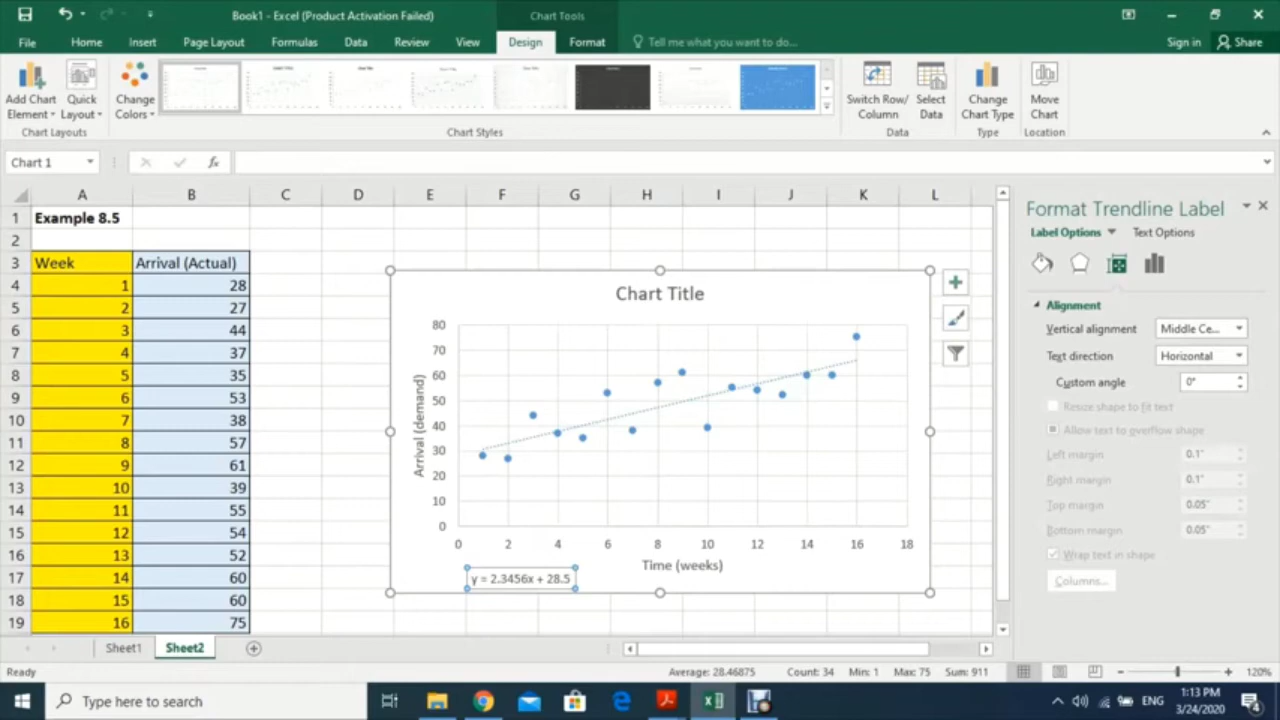 Book1 - Excel (Product Activation Failed)
Chart Tools
File Home Insert Page Layout Formulas Data Review View Design Format Tell me what you want to do... Sign in Share
Add Chart Element
Quick Layout
Change Colors
Switch Row/ Column
Select Data
Change Chart Type
Move Chart
Chart Layouts Chart Styles Data Type Location
Chart 1 fx
A B C D E F G H I J K L
1 Example 8.5
2
3 Week Arrival (Actual)
4 1 28
5 2 27
6 3 44
7 4 37
8 5 35
9 6 53
10 7 38
11 8 57
12 9 61
13 10 39
14 11 55
15 12 54
16 13 52
17 14 60
18 15 60
19 16 75
Chart Title
80
70
60
50
40
30
20
10
0
Arrival (demand)
0 2 4 6 8 10 12 14 16 18
Time (weeks)
y = 2.3456x + 28.5
Format Trendline Label
Label Options Text Options
Alignment
Vertical alignment Middle Ce...
Text direction Horizontal
Custom angle 0°
Resize shape to fit text
Allow text to overflow shape
Left margin 0.1"
Right margin 0.1"
Top margin 0.05"
Bottom margin 0.05"
Wrap text in shape
Columns...
Sheet1 Sheet2
Ready Average: 28.46875 Count: 34 Min: 1 Max: 75 Sum: 911 120%
Type here to search
ENG
1:13 PM
3/24/2020
4